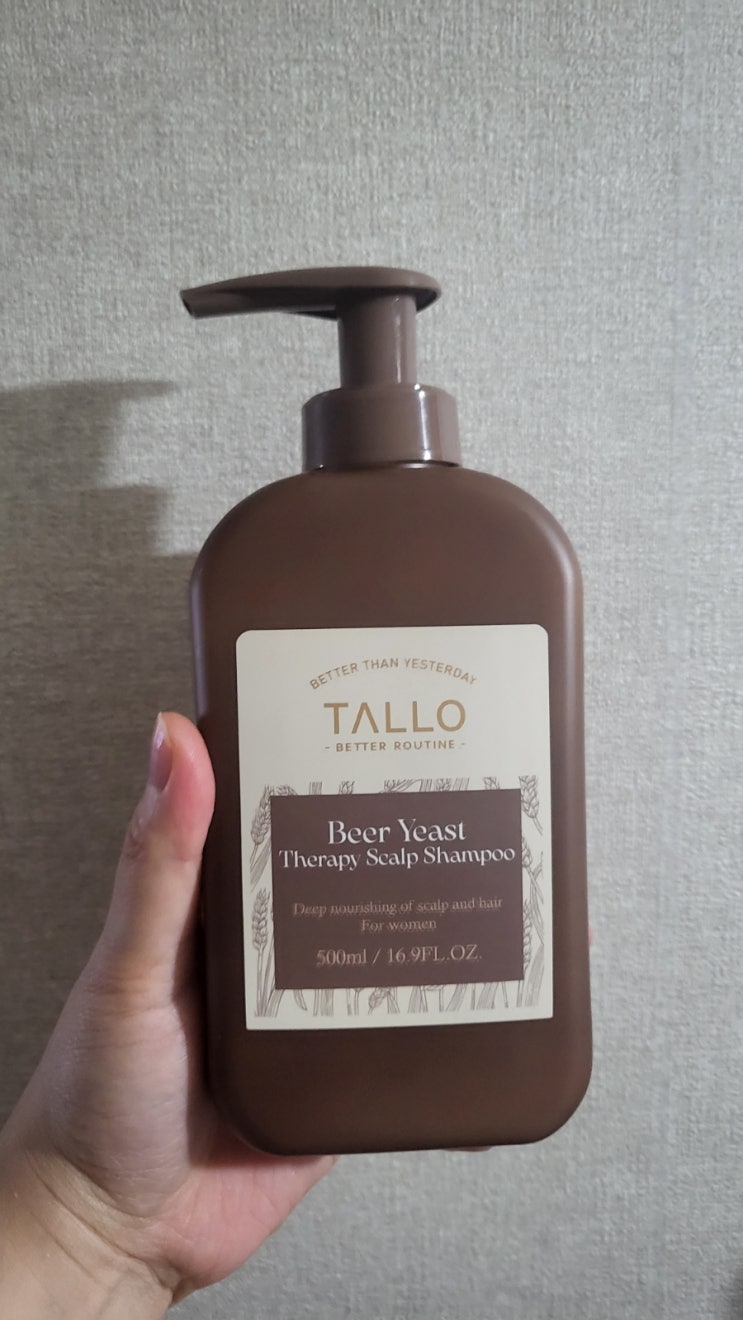 BETTER THAN YESTERDAY
TALLO
- BETTER ROUTINE -
Beer Yeast
Therapy Scalp Shampoo
Deep nourishing of scalp and hair
For women
500ml / 16.9FL.OZ.